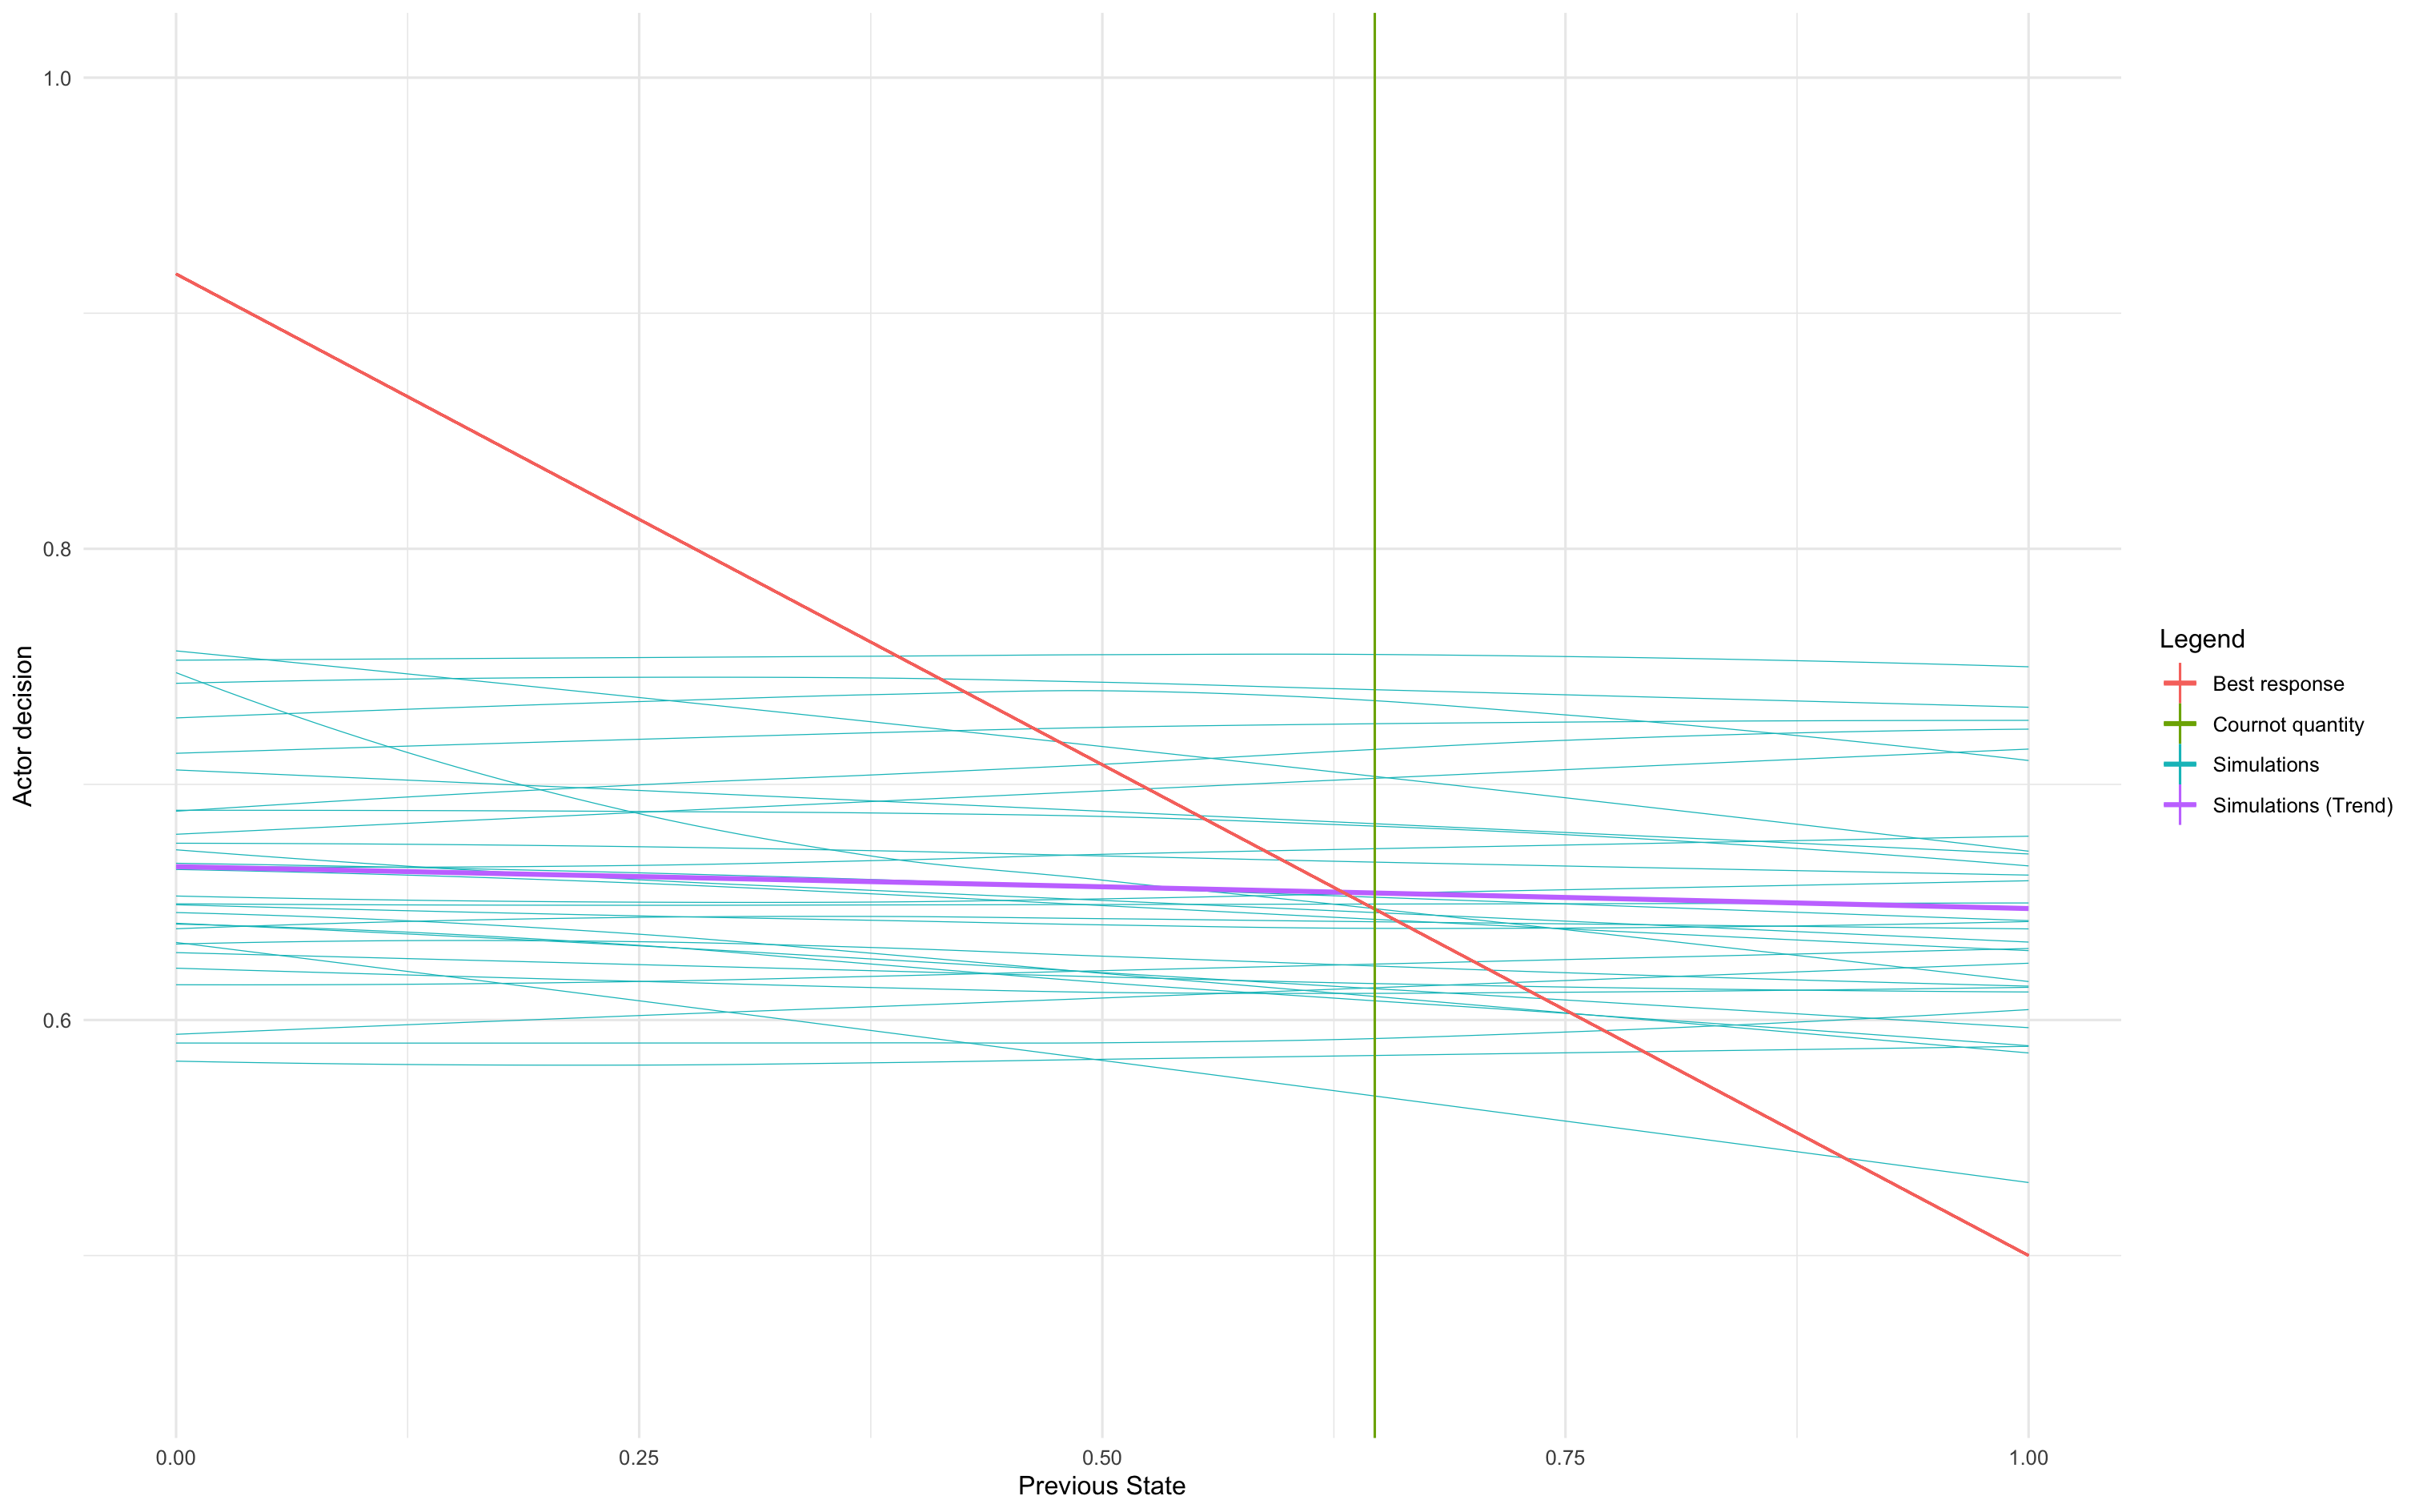 1.0
0.8
0.6
Actor decision
0.00
0.25
0.50
0.75
1.00
Previous State
Legend
Best response
Cournot quantity
Simulations
Simulations (Trend)